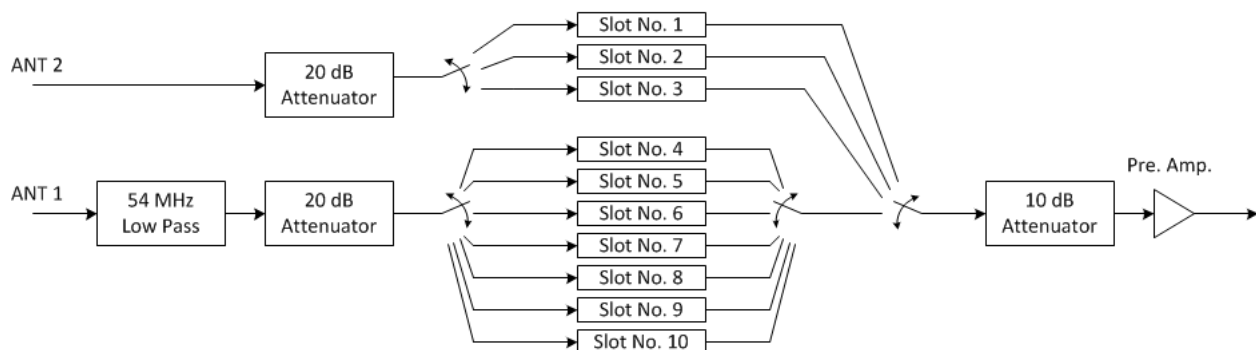 Slot No. 1
ANT 2
20 dB
Attenuator
Slot No. 2
Slot No. 3
Slot No. 4
Slot No. 5
Slot No. 6
Slot No. 7
Slot No. 8
Slot No. 9
Slot No. 10
ANT 1
54 MHz
Low Pass
20 dB
Attenuator
10 dB
Attenuator
Pre. Amp.